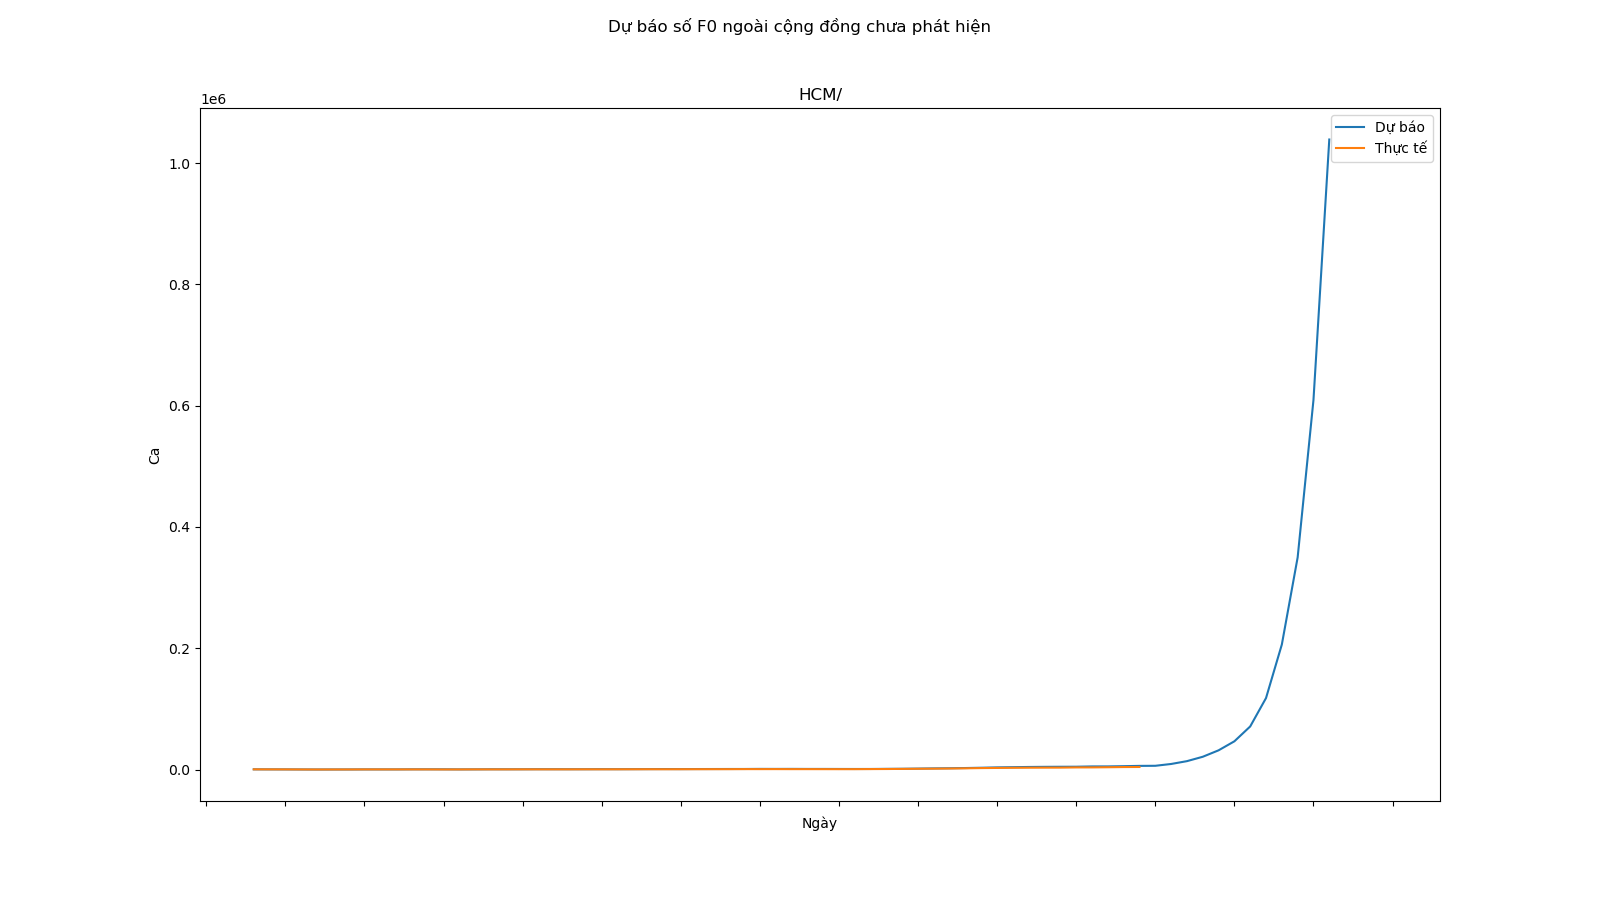 Dự báo số F0 ngoài cộng đồng chưa phát hiện
HCM/
1e6
Dự báo
Thực tế
1.0
0.8
0.6
0.4
0.2
0.0
Ca
Ngày